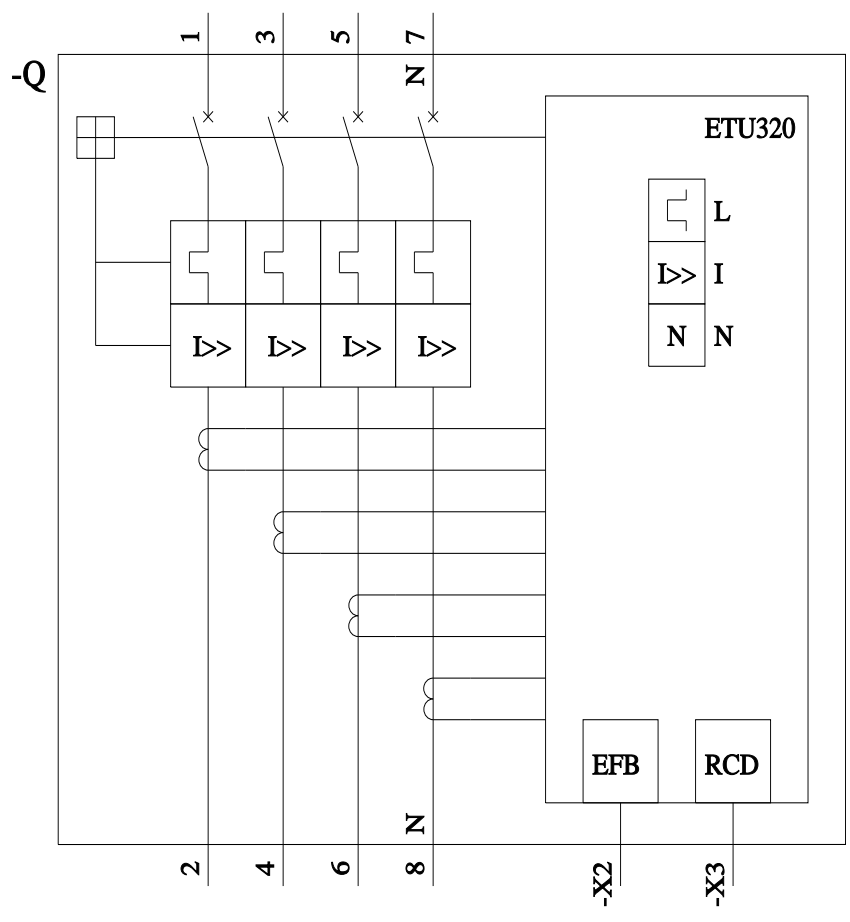 1 3 5 7
-Q
N
ETU320
L
I>> I
N N
I>> I>> I>> I>>
EFB RCD
N
2 4 6 8
-X2 -X3